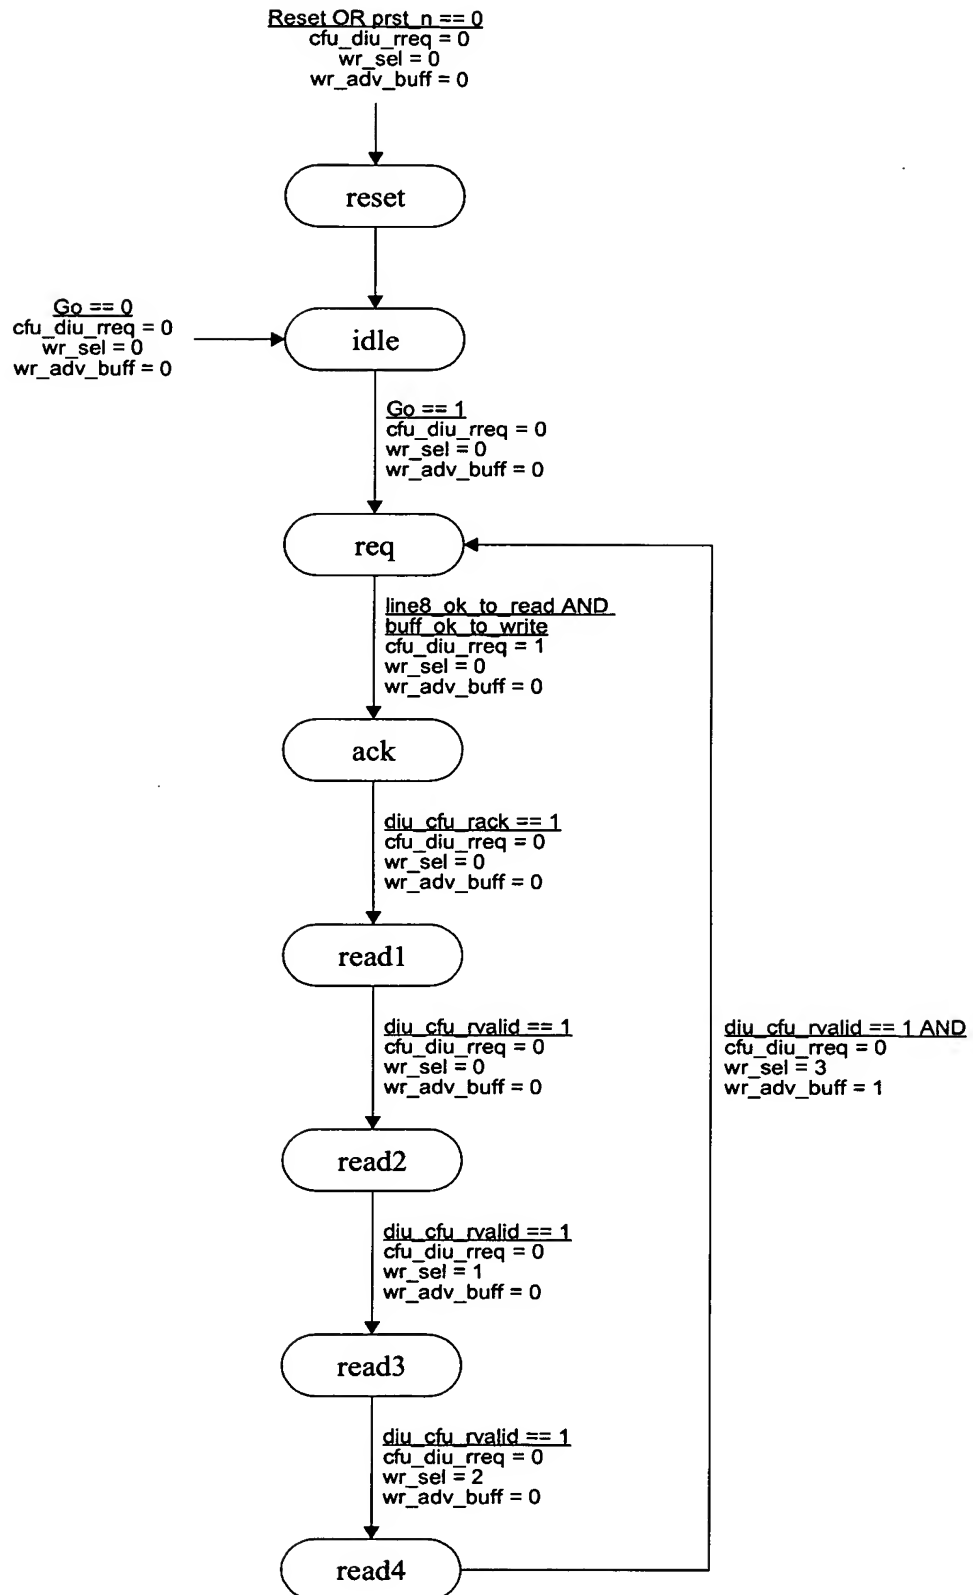 Reset OR prst_n == 0
cfu_diu_rreq = 0
wr_sel = 0
wr_adv_buff = 0
reset
Go == 0
cfu_diu_rreq = 0
wr_sel = 0
wr_adv_buff = 0
idle
Go == 1
cfu_diu_rreq = 0
wr_sel = 0
wr_adv_buff = 0
req
line8_ok_to_read AND
buff_ok_to_write
cfu_diu_rreq = 1
wr_sel = 0
wr_adv_buff = 0
ack
diu_cfu_rack == 1
cfu_diu_rreq = 0
wr_sel = 0
wr_adv_buff = 0
read1
diu_cfu_rvalid == 1
cfu_diu_rreq = 0
wr_sel = 0
wr_adv_buff = 0
diu_cfu_rvalid == 1 AND
cfu_diu_rreq = 0
wr_sel = 3
wr_adv_buff = 1
read2
diu_cfu_rvalid == 1
cfu_diu_rreq = 0
wr_sel = 1
wr_adv_buff = 0
read3
diu_cfu_rvalid == 1
cfu_diu_rreq = 0
wr_sel = 2
wr_adv_buff = 0
read4